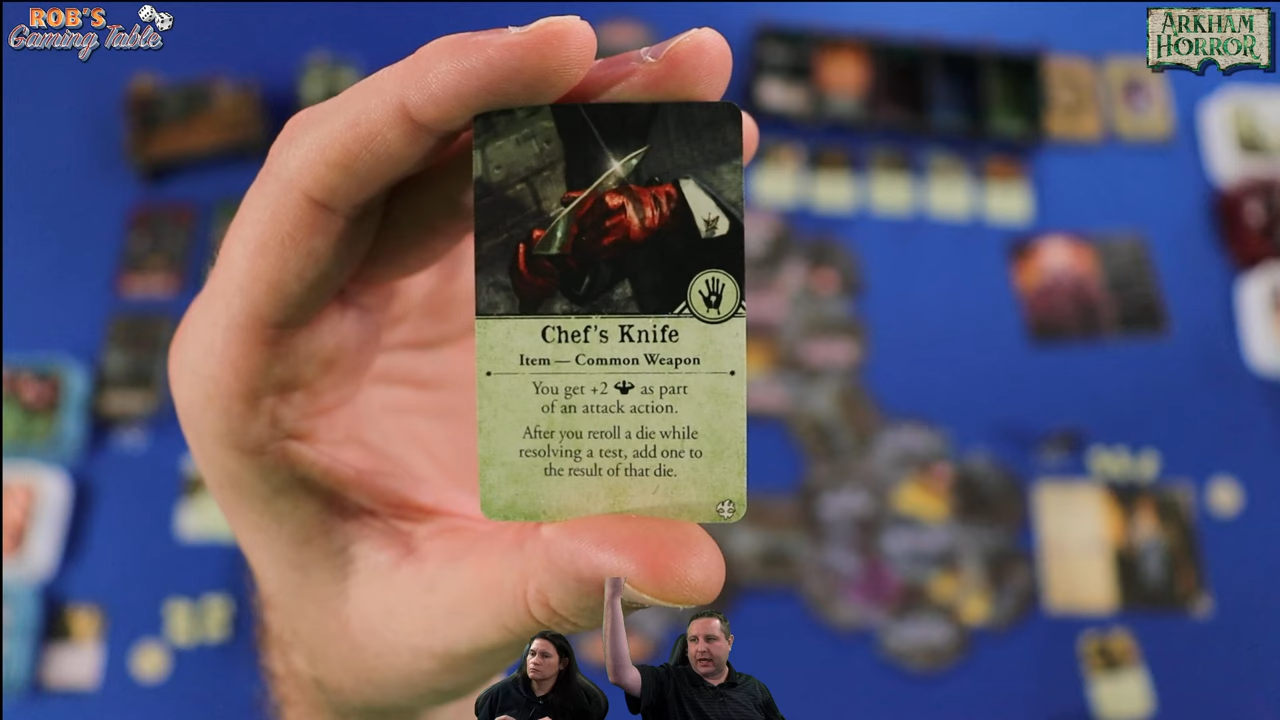 ROB'S
Gaming Table
ARKHAM
HORROR
Chef's Knife
Item — Common Weapon
You get +2 as part
of an attack action.
After you reroll a die while
resolving a test, add one to
the result of that die.